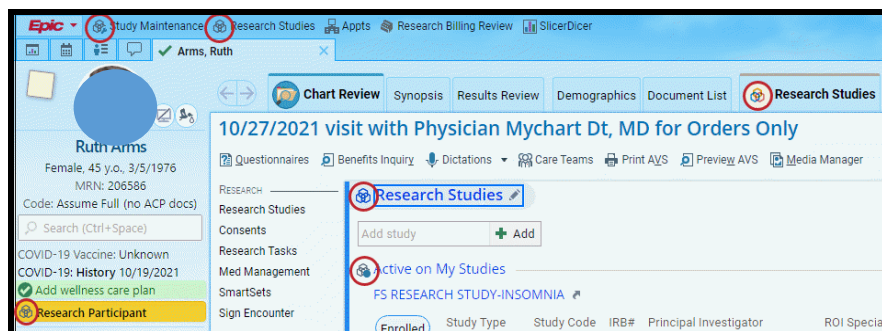 Epic Study Maintenance Research Studies Appts Research Billing Review SlicerDicer
Arms, Ruth
Chart Review Synopsis Results Review Demographics Document List Research Studies
10/27/2021 visit with Physician Mychart Dt, MD for Orders Only
Questionnaires Benefits Inquiry Dictations Care Teams Print AVS Preview AVS Media Manager
Ruth Arms
Female, 45 y.o., 3/5/1976
MRN: 206586
Code: Assume Full (no ACP docs)
Search (Ctrl+Space)
COVID-19 Vaccine: Unknown
COVID-19: History 10/19/2021
Add wellness care plan
Research Participant
RESEARCH
Research Studies
Consents
Research Tasks
Med Management
SmartSets
Sign Encounter
Research Studies
Add study Add
Active on My Studies
FS RESEARCH STUDY-INSOMNIA
Enrolled Study Type Study Code IRB# Principal Investigator ROI Specia